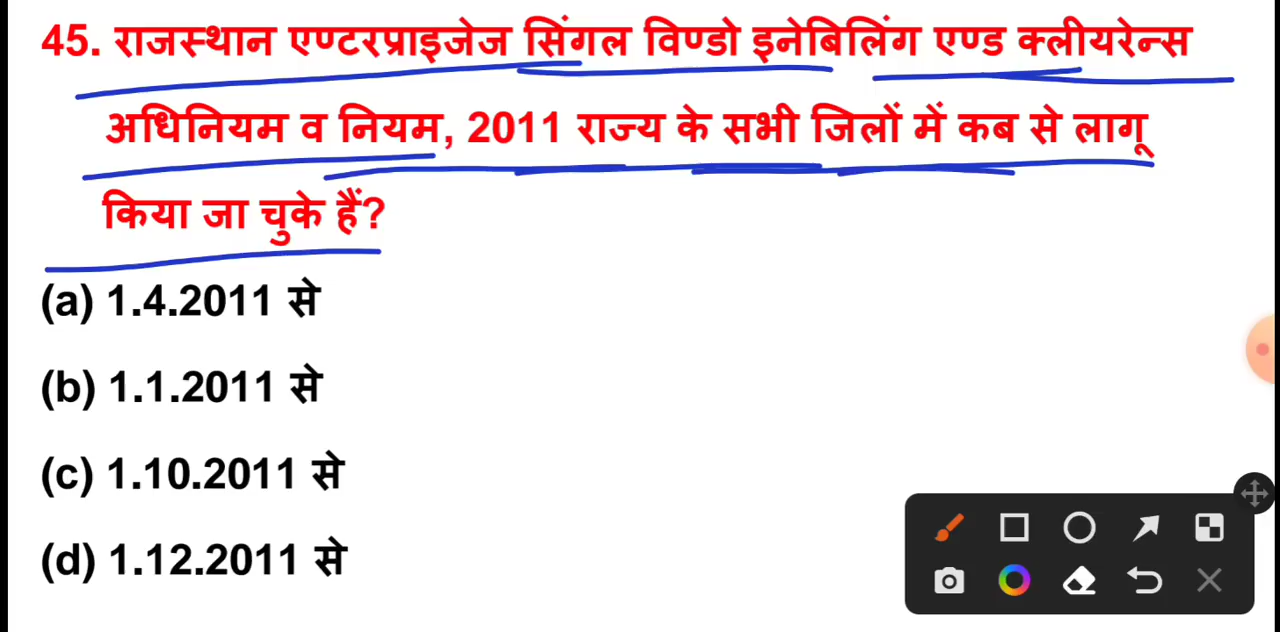 45. राजस्थान एण्टरप्राइजेज सिंगल विण्डो इनेबिलिंग एण्ड क्लीयरेन्स
अधिनियम व नियम, 2011 राज्य के सभी जिलों में कब से लागू
किया जा चुके हैं?
(a) 1.4.2011 से
(b) 1.1.2011 से
(c) 1.10.2011 से
(d) 1.12.2011 से